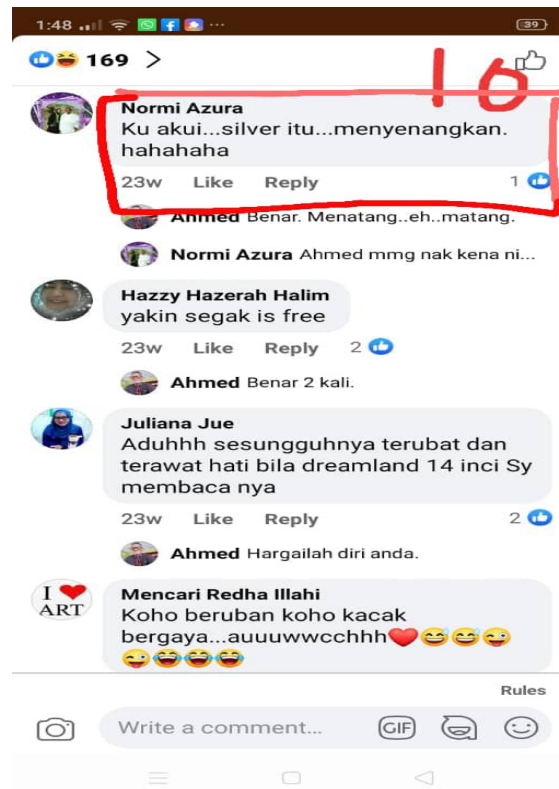 1:48
39
169 >
10
Normi Azura
Ku akui...silver itu...menyenangkan.
hahahaha
23w Like Reply 1
Ahmed Benar. Menatang..eh..matang.
Normi Azura Ahmed mmg nak kena ni...
Hazzy Hazerah Halim
yakin segak is free
23w Like Reply 2
Ahmed Benar 2 kali.
Juliana Jue
Aduhhh sesungguhnya terubat dan
terawat hati bila dreamland 14 inci Sy
membaca nya
23w Like Reply 2
Ahmed Hargailah diri anda.
I ❤
ART
Mencari Redha Illahi
Koho beruban koho kacak
bergaya...auuuwwcchhh❤️😅😅😜
😜😂😂😂
Rules
Write a comment...
GIF